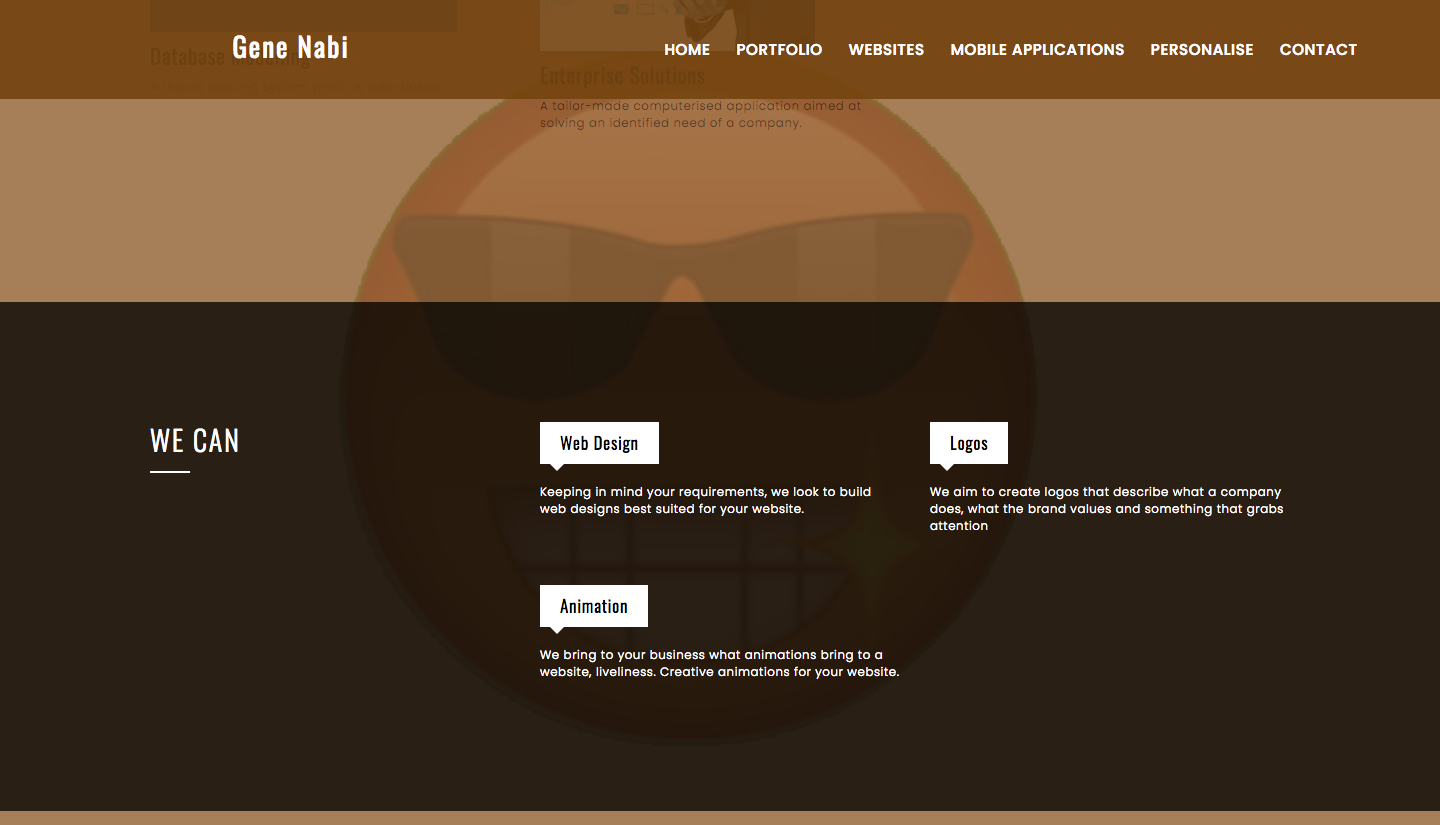 Gene Nabi
HOME PORTFOLIO WEBSITES MOBILE APPLICATIONS PERSONALISE CONTACT
Database Modelling
Enterprise Solutions
A tailor-made computerised application aimed at
solving an identified need of a company.
WE CAN
Web Design
Keeping in mind your requirements, we look to build
web designs best suited for your website.
Logos
We aim to create logos that describe what a company
does, what the brand values and something that grabs
attention
Animation
We bring to your business what animations bring to a
website, liveliness. Creative animations for your website.